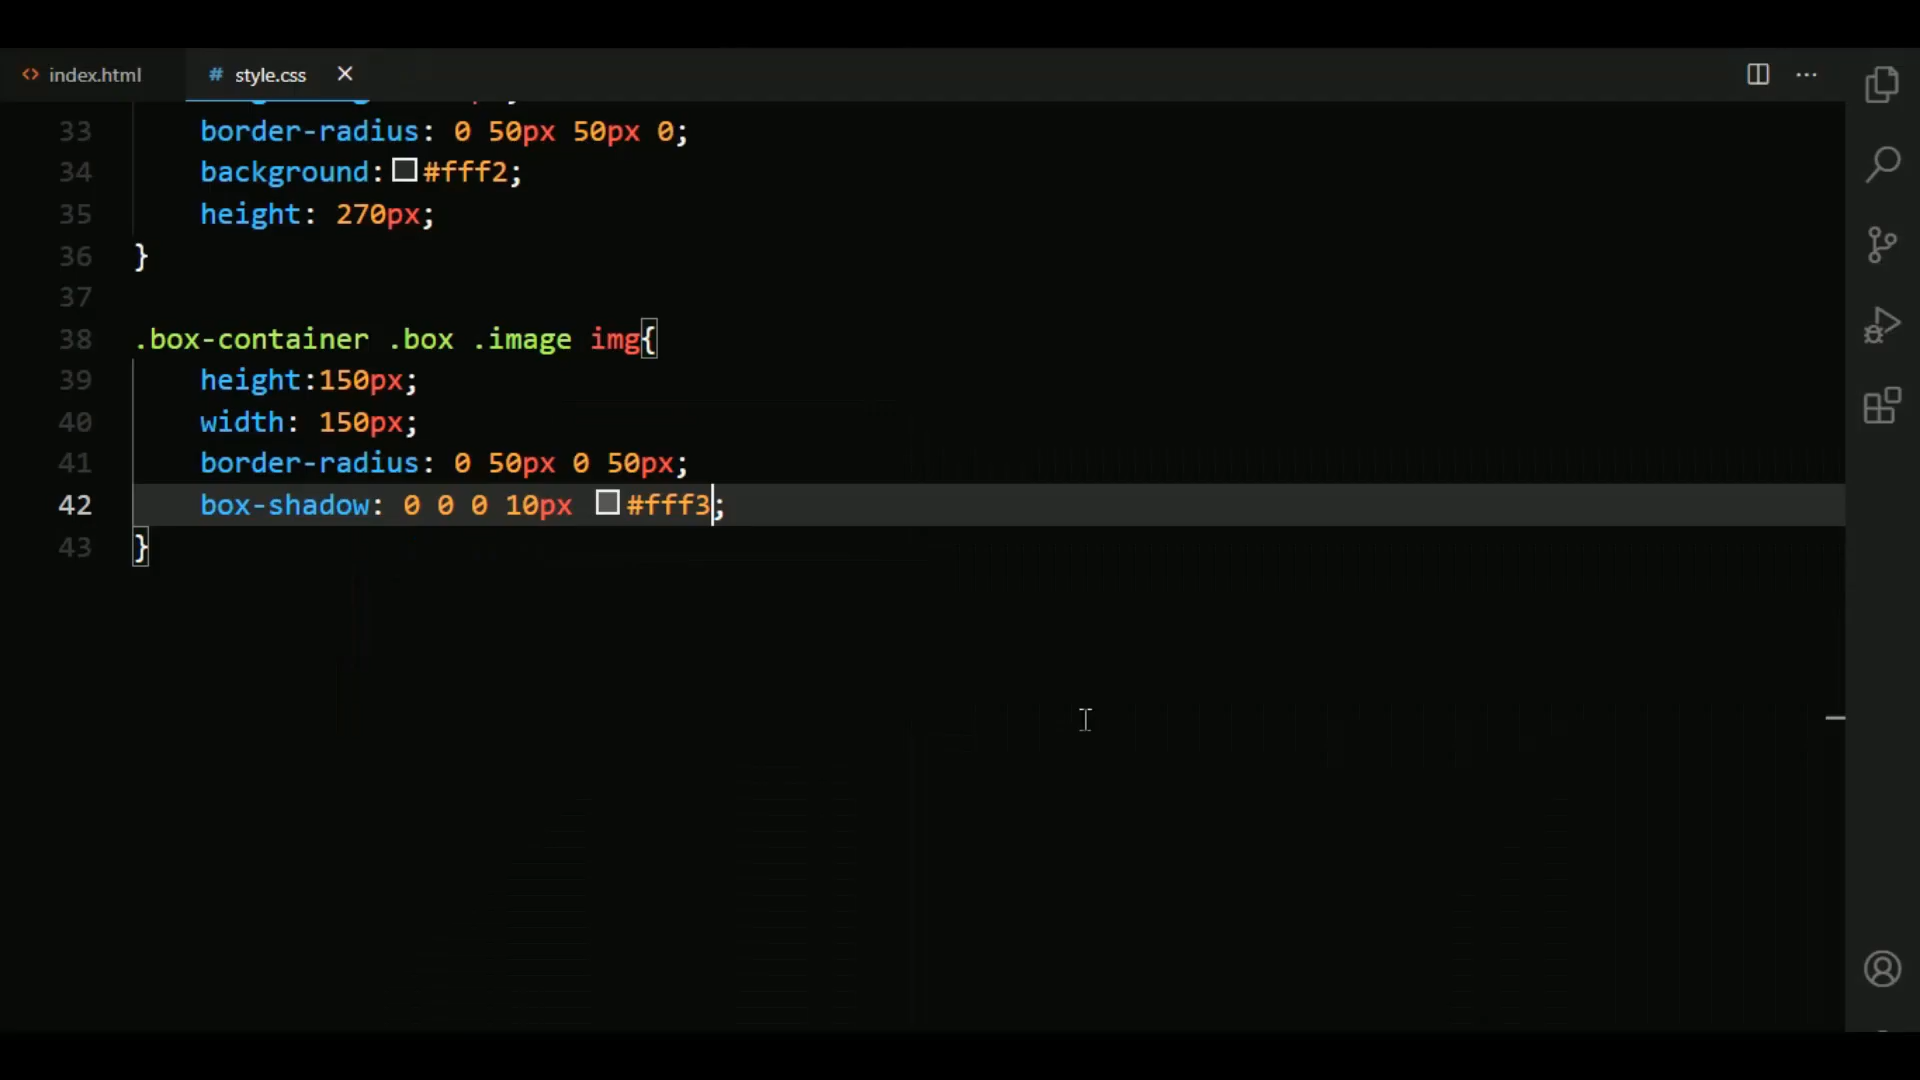 index.html
style.css
33 border-radius: 0 50px 50px 0;
34 background: #fff2;
35 height: 270px;
36 }
37
38 .box-container .box .image img{
39 height:150px;
40 width: 150px;
41 border-radius: 0 50px 0 50px;
42 box-shadow: 0 0 0 10px #fff3;
43 }